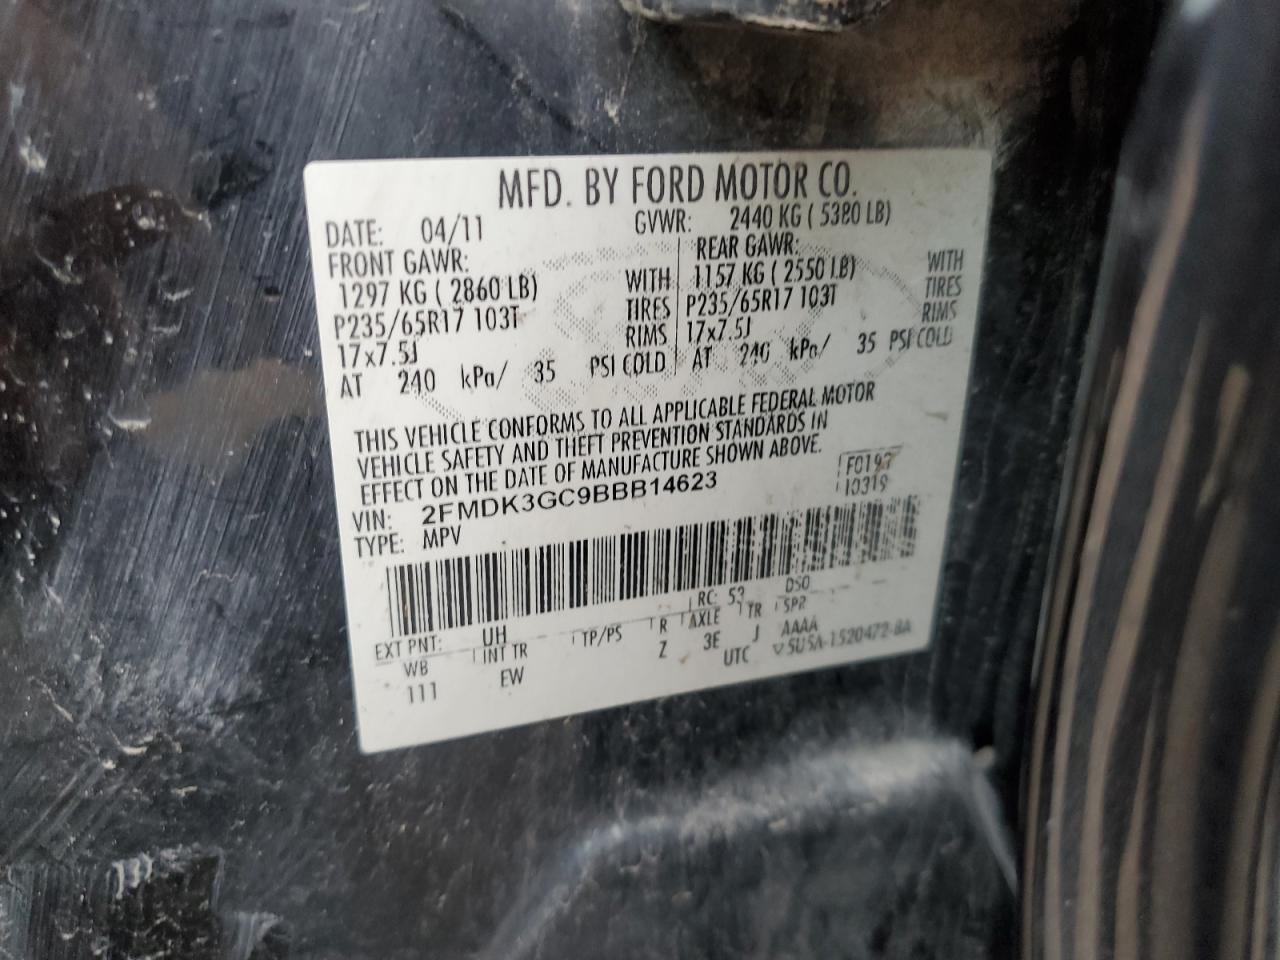 MFD. BY FORD MOTOR CO.
DATE: 04/11 GVWR: 2440 KG ( 5380 LB)
FRONT GAWR: REAR GAWR:
1297 KG ( 2860 LB) WITH 1157 KG ( 2550 LB) WITH
P235/65R17 103T TIRES P235/65R17 103T TIRES
17x7.5J RIMS 17x7.5J RIMS
AT 240 kPa/ 35 PSI COLD AT 240 kPa/ 35 PSI COLD
THIS VEHICLE CONFORMS TO ALL APPLICABLE FEDERAL MOTOR
VEHICLE SAFETY AND THEFT PREVENTION STANDARDS IN
EFFECT ON THE DATE OF MANUFACTURE SHOWN ABOVE.
VIN: 2FMDK3GC9BBB14623
TYPE: MPV
F0197
10319
EXT PNT: UH RC: 53 DSO
WB INT TR TP/PS R AXLE TR SPR
111 EW Z 3E J AAAA
UTC ▽5U5A-1520472-BA